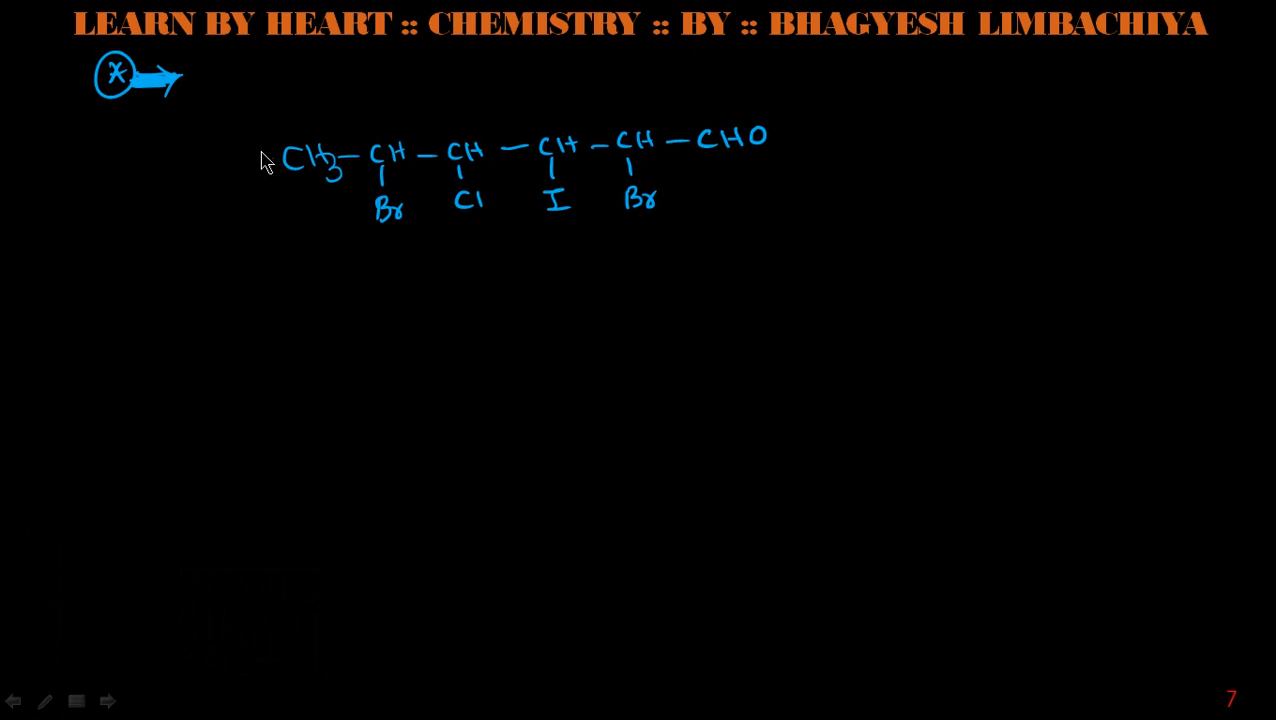 LEARN BY HEART :: CHEMISTRY :: BY :: BHAGYESH LIMBACHIYA
*
CH3 — CH — CH — CH — CH — CHO
Br Cl I Br
7